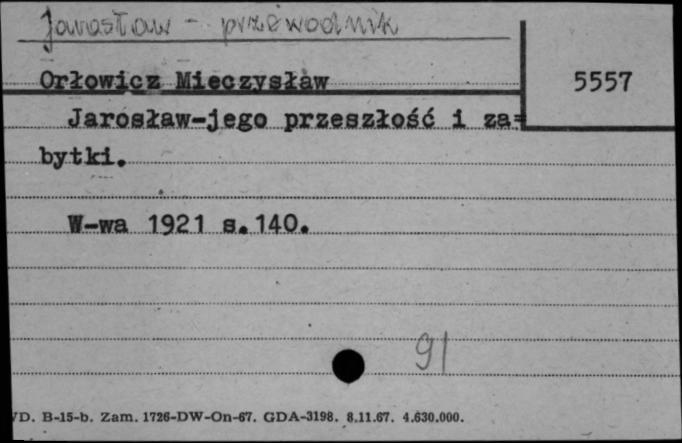 Jarosław - przewodnik
Orłowicz Mieczysław
5557
Jarosław-jego przeszłość i za=
bytki.
W-wa 1921 s.140.
91
VD. B-15-b. Zam. 1726-DW-On-67. GDA-3198. 8.11.67. 4.630.000.